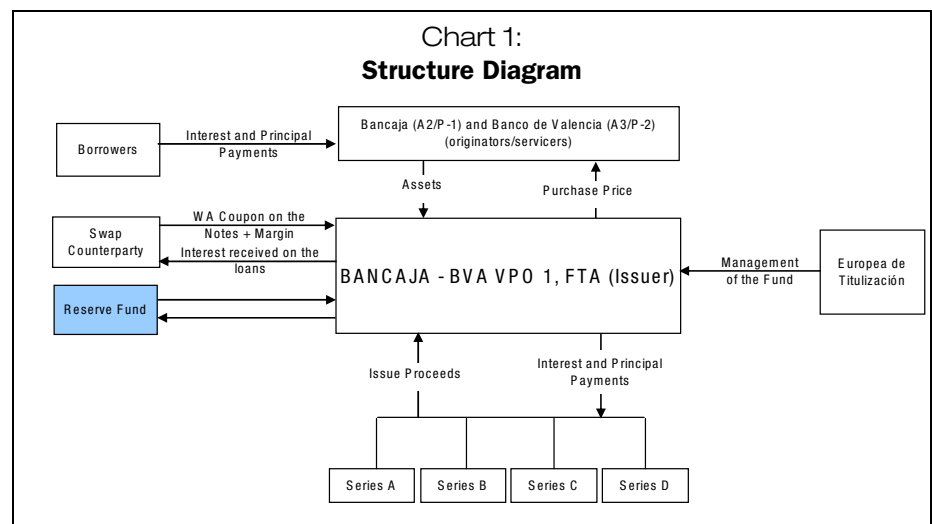 Chart 1:
Structure Diagram
Borrowers
Interest and Principal
Payments
Bancaja (A2/P-1) and Banco de Valencia (A3/P-2)
(originators/servicers)
Assets
Purchase Price
Swap
Counterparty
WA Coupon on the
Notes + Margin
Interest received on the
loans
Reserve Fund
BANCAJA - BVA VPO 1, FTA (Issuer)
Management
of the Fund
Europea de
Titulización
Issue Proceeds
Interest and Principal
Payments
Series A
Series B
Series C
Series D